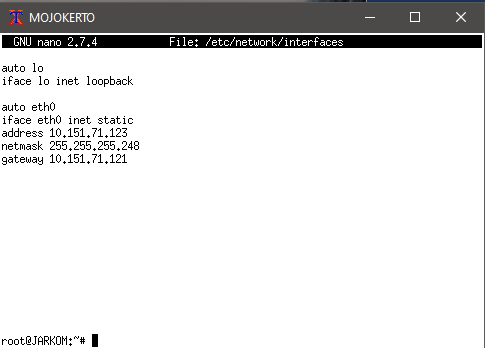 MOJOKERTO
GNU nano 2.7.4 File: /etc/network/interfaces
auto lo
iface lo inet loopback
auto eth0
iface eth0 inet static
address 10.151.71.123
netmask 255.255.255.248
gateway 10.151.71.121
root@JARKOM:~#